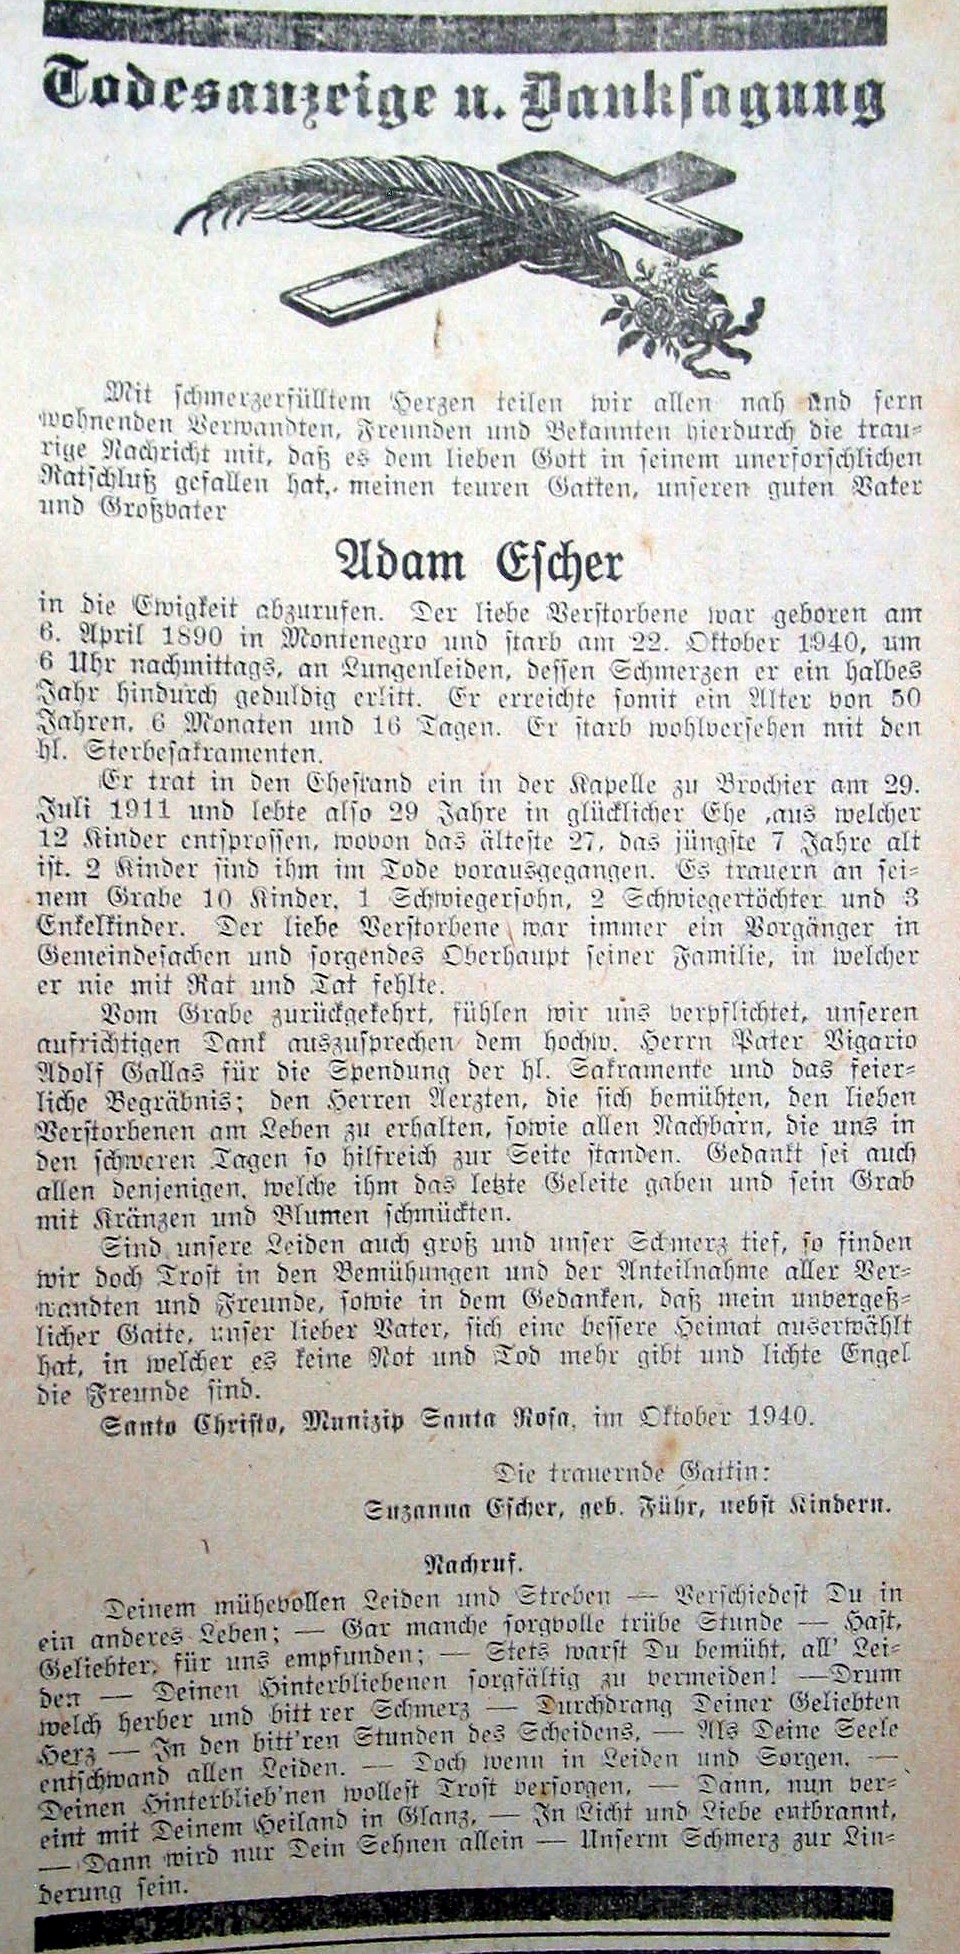 Todesanzeige u. Danksagung
Mit schmerzerfülltem Herzen teilen wir allen nah und fern
wohnenden Verwandten, Freunden und Bekannten hierdurch die trau-
rige Nachricht mit, daß es dem lieben Gott in seinem unerforschlichen
Ratschluß gefallen hat, meinen teuren Gatten, unseren guten Vater
und Großvater
Adam Escher
in die Ewigkeit abzurufen. Der liebe Verstorbene war geboren am
6. April 1890 in Montenegro und starb am 22. Oktober 1940, um
6 Uhr nachmittags, an Lungenleiden, dessen Schmerzen er ein halbes
Jahr hindurch geduldig erlitt. Er erreichte somit ein Alter von 50
Jahren, 6 Monaten und 16 Tagen. Er starb wohlversehen mit den
hl. Sterbesakramenten.
Er trat in den Ehestand ein in der Kapelle zu Brochier am 29.
Juli 1911 und lebte also 29 Jahre in glücklicher Ehe ,aus welcher
12 Kinder entsprossen, wovon das älteste 27, das jüngste 7 Jahre alt
ist. 2 Kinder sind ihm im Tode vorausgegangen. Es trauern an sei-
nem Grabe 10 Kinder, 1 Schwiegersohn, 2 Schwiegertöchter und 3
Enkelkinder. Der liebe Verstorbene war immer ein Vorgänger in
Gemeindesachen und sorgendes Oberhaupt seiner Familie, in welcher
er nie mit Rat und Tat fehlte.
Vom Grabe zurückgekehrt, fühlen wir uns verpflichtet, unseren
aufrichtigen Dank auszusprechen dem hochw. Herrn Pater Vigario
Adolf Gallas für die Spendung der hl. Sakramente und das feier-
liche Begräbnis; den Herren Aerzten, die sich bemühten, den lieben
Verstorbenen am Leben zu erhalten, sowie allen Nachbarn, die uns in
den schweren Tagen so hilfreich zur Seite standen. Gedankt sei auch
allen denjenigen, welche ihm das letzte Geleite gaben und sein Grab
mit Kränzen und Blumen schmückten.
Sind unsere Leiden auch groß und unser Schmerz tief, so finden
wir doch Trost in den Bemühungen und der Anteilnahme aller Ver-
wandten und Freunde, sowie in dem Gedanken, daß mein unvergeß-
licher Gatte, unser lieber Vater, sich eine bessere Heimat auserwählt
hat, in welcher es keine Not und Tod mehr gibt und lichte Engel
die Freunde sind.
Santo Christo, Munizip Santa Rosa, im Oktober 1940.
Die trauernde Gattin:
Suzanna Escher, geb. Führ, nebst Kindern.
Nachruf.
Deinem mühevollen Leiden und Streben — Verschiedest Du in
ein anderes Leben; — Gar manche sorgvolle trübe Stunde — Hast,
Geliebter, für uns empfunden; — Stets warst Du bemüht, all' Lei-
den — Deinen Hinterbliebenen sorgfältig zu vermeiden! —Drum
welch herber und bitt rer Schmerz — Durchdrang Deiner Geliebten
Herz — In den bitt'ren Stunden des Scheidens, — Als Deine Seele
entschwand allen Leiden. — Doch wenn in Leiden und Sorgen, —
Deinen Hinterblieb'nen wollest Trost versorgen, — Dann, nun ver-
eint mit Deinem Heiland in Glanz, — In Licht und Liebe entbrannt,
— Dann wird nur Dein Sehnen allein — Unserm Schmerz zur Lin-
derung sein.